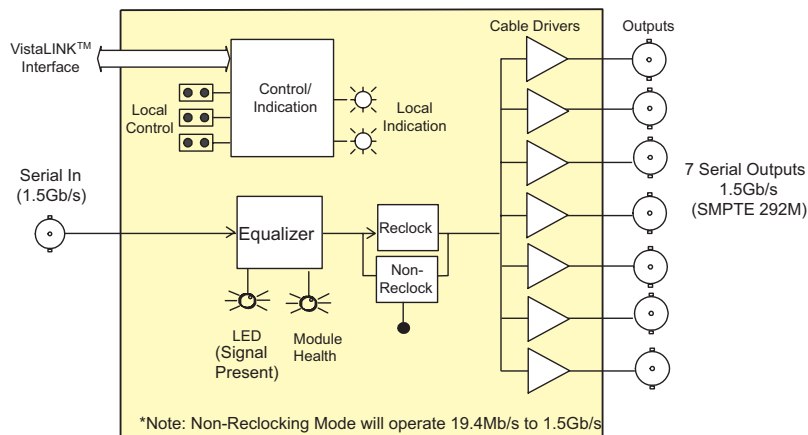 VistaLINK™
Interface
Local
Control
Control/
Indication
Local
Indication
Cable Drivers
Outputs
Serial In
(1.5Gb/s)
Equalizer
Reclock
Non-
Reclock
LED
(Signal
Present)
Module
Health
7 Serial Outputs
1.5Gb/s
(SMPTE 292M)
*Note: Non-Reclocking Mode will operate 19.4Mb/s to 1.5Gb/s